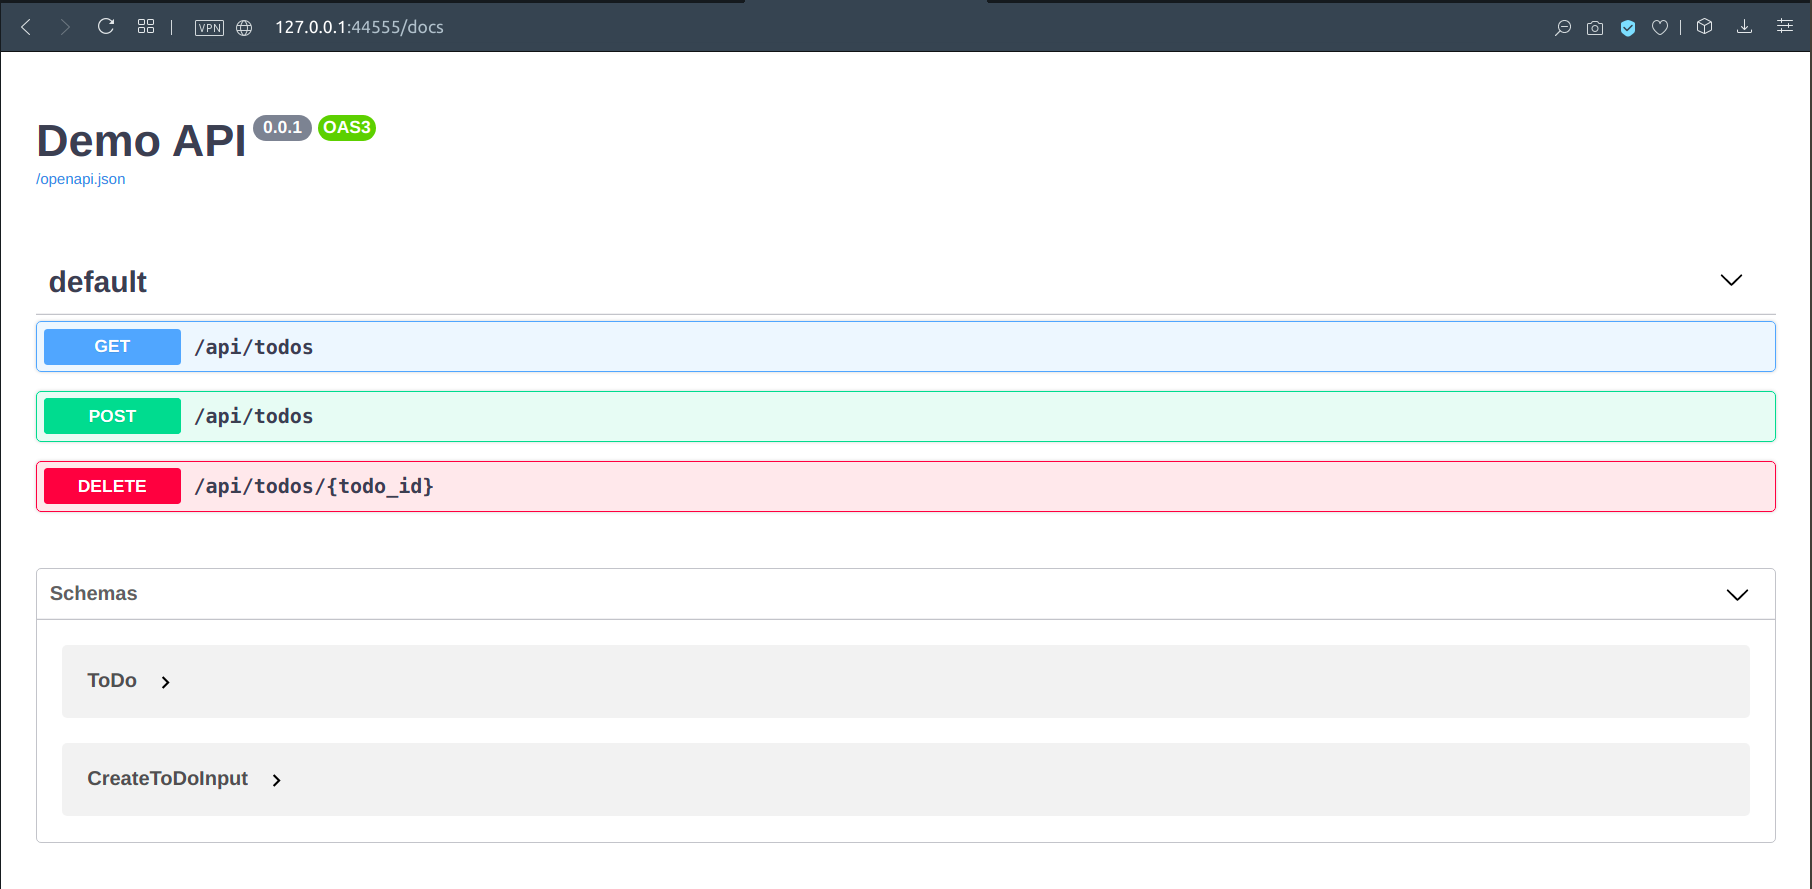 VPN 127.0.0.1:44555/docs
Demo API 0.0.1 OAS3
/openapi.json
default
GET /api/todos
POST /api/todos
DELETE /api/todos/{todo_id}
Schemas
ToDo
CreateToDoInput